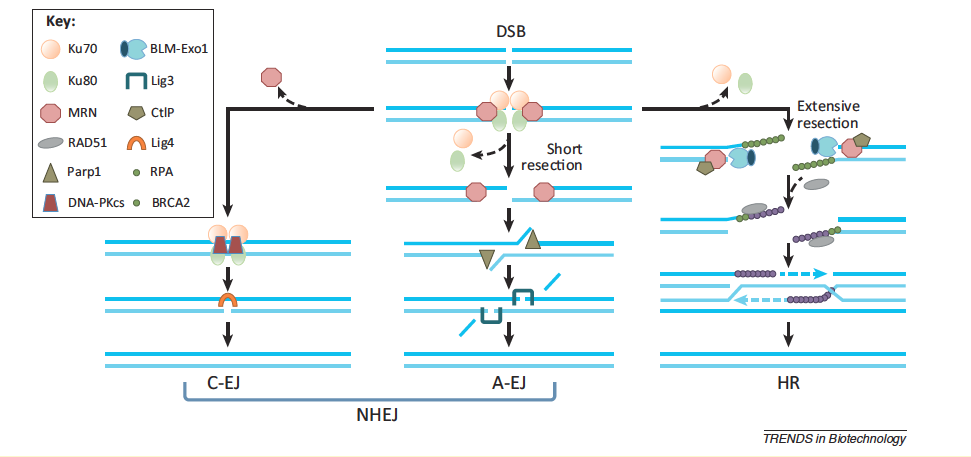 Key:
Ku70
BLM-Exo1
Ku80
Lig3
MRN
CtIP
RAD51
Lig4
Parp1
RPA
DNA-PKcs
BRCA2
DSB
Short
resection
Extensive
resection
C-EJ
A-EJ
HR
NHEJ
TRENDS in Biotechnology